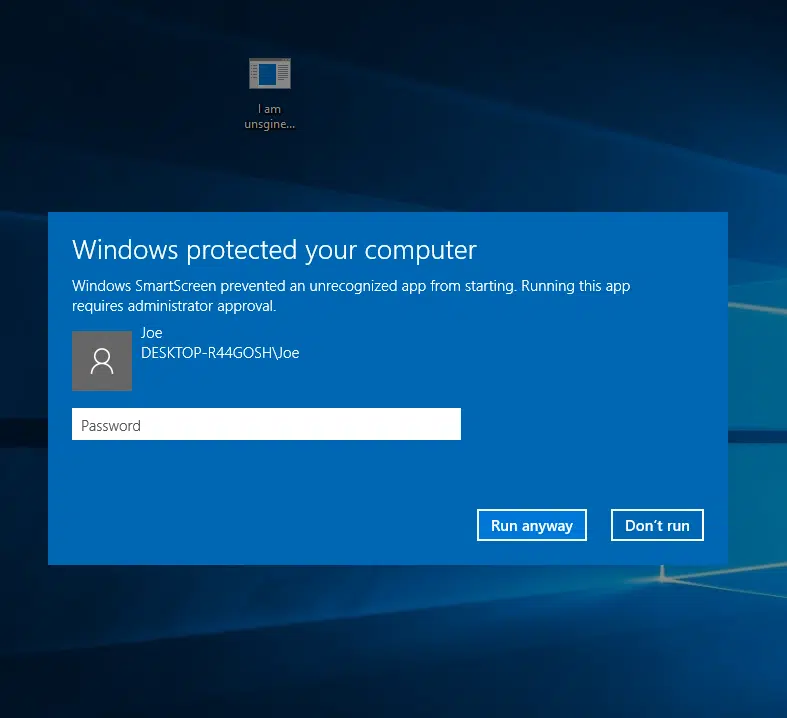 I am
unsgine...
Windows protected your computer
Windows SmartScreen prevented an unrecognized app from starting. Running this app
requires administrator approval.
Joe
DESKTOP-R44GOSH\Joe
Password
Run anyway
Don't run